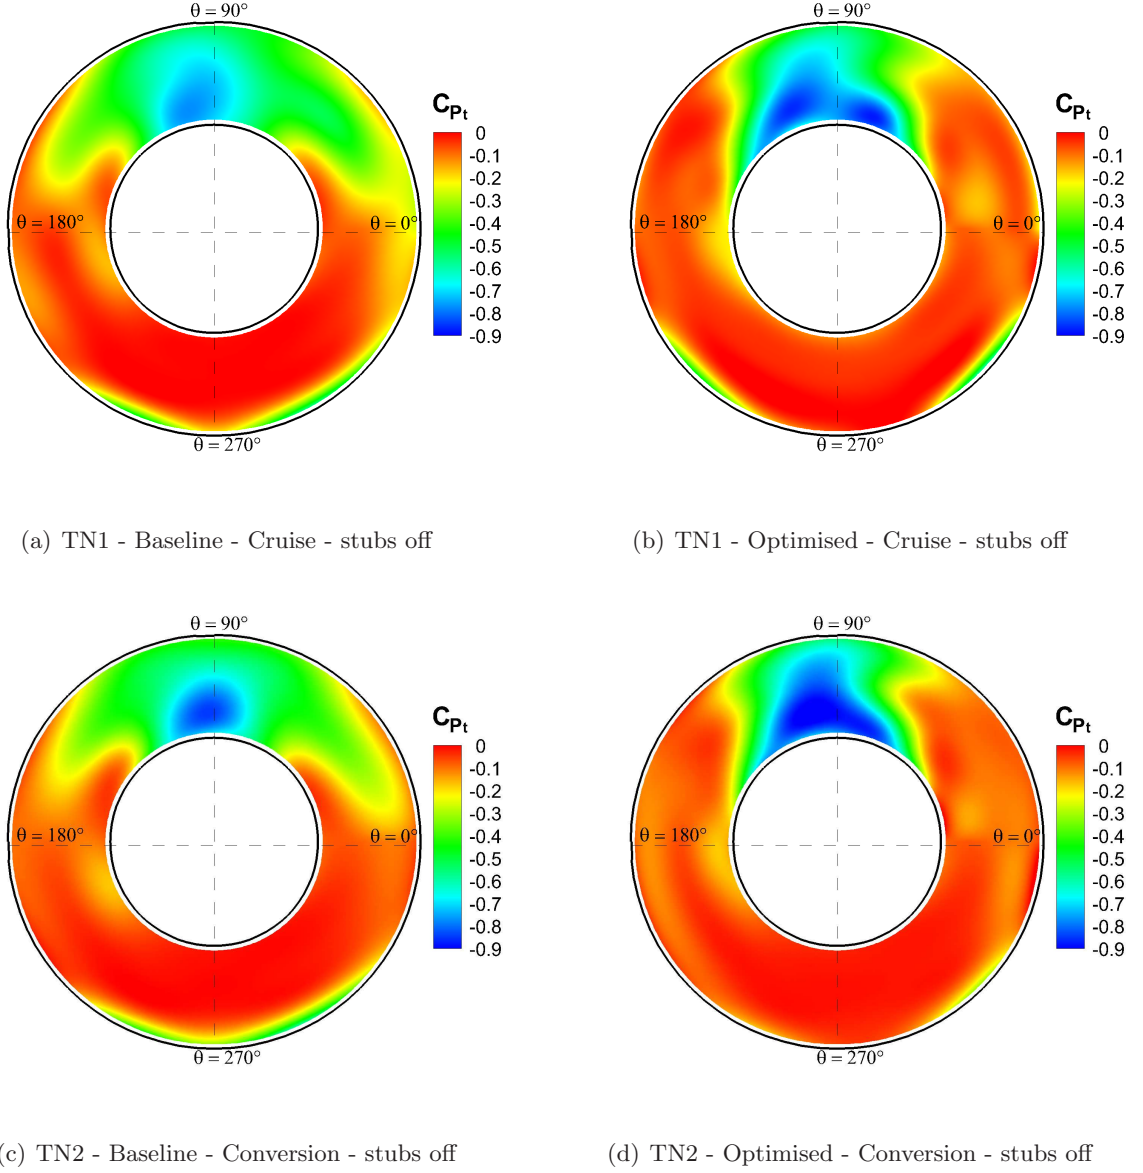 θ = 90°
θ = 180°
θ = 0°
θ = 270°
C_Pt
0
-0.1
-0.2
-0.3
-0.4
-0.5
-0.6
-0.7
-0.8
-0.9
(a) TN1 - Baseline - Cruise - stubs off
θ = 90°
θ = 180°
θ = 0°
θ = 270°
C_Pt
0
-0.1
-0.2
-0.3
-0.4
-0.5
-0.6
-0.7
-0.8
-0.9
(b) TN1 - Optimised - Cruise - stubs off
θ = 90°
θ = 180°
θ = 0°
θ = 270°
C_Pt
0
-0.1
-0.2
-0.3
-0.4
-0.5
-0.6
-0.7
-0.8
-0.9
(c) TN2 - Baseline - Conversion - stubs off
θ = 90°
θ = 180°
θ = 0°
θ = 270°
C_Pt
0
-0.1
-0.2
-0.3
-0.4
-0.5
-0.6
-0.7
-0.8
-0.9
(d) TN2 - Optimised - Conversion - stubs off